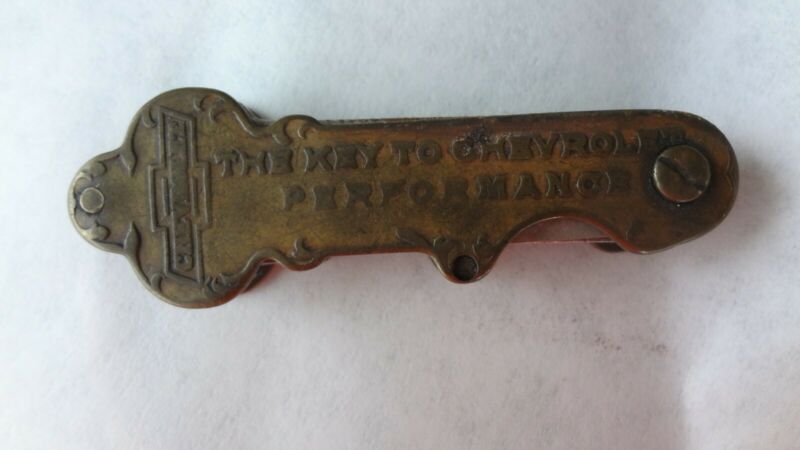 THE KEY TO CHEVROLET
PERFORMANCE